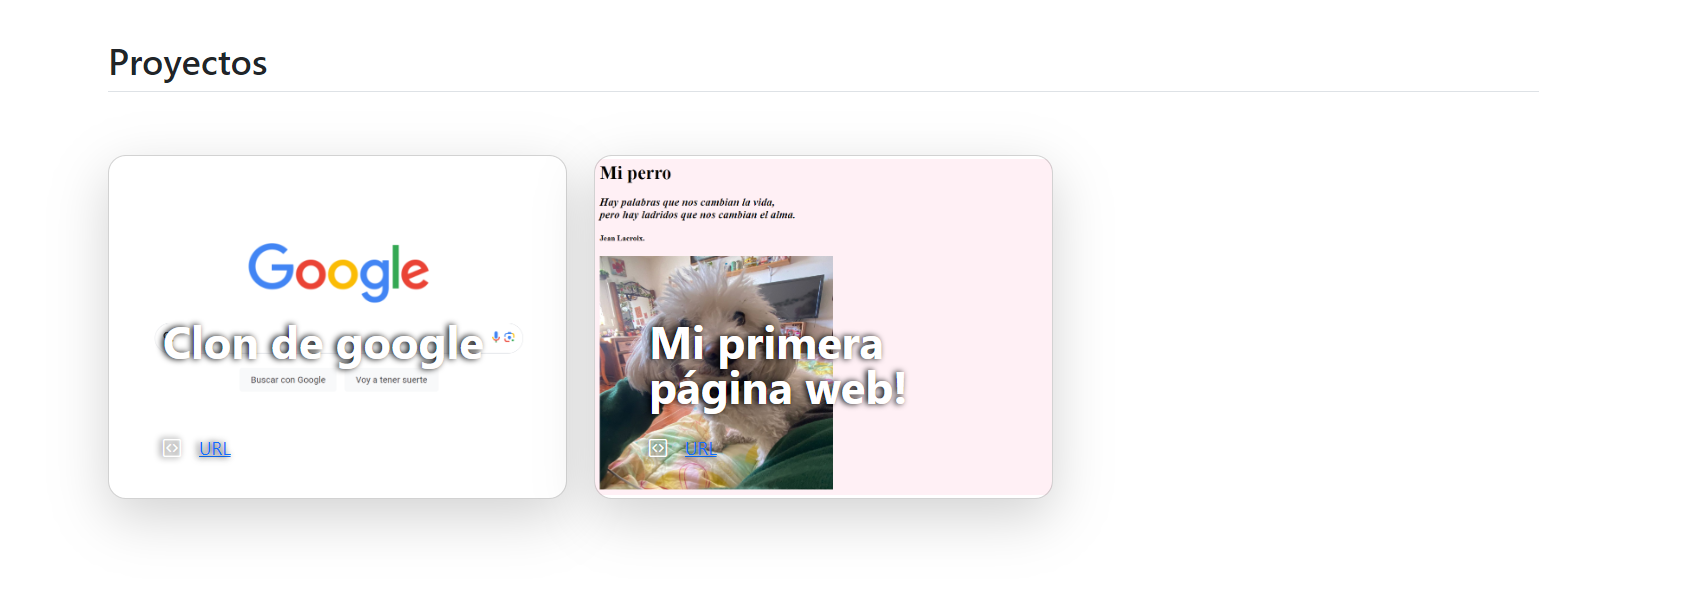 Proyectos
Google
Clon de google
Buscar con Google
Voy a tener suerte
URL
Mi perro
Hay palabras que nos cambian la vida,
pero hay ladridos que nos cambian el alma.
Jean Lacroix.
Mi primera
página web!
URL